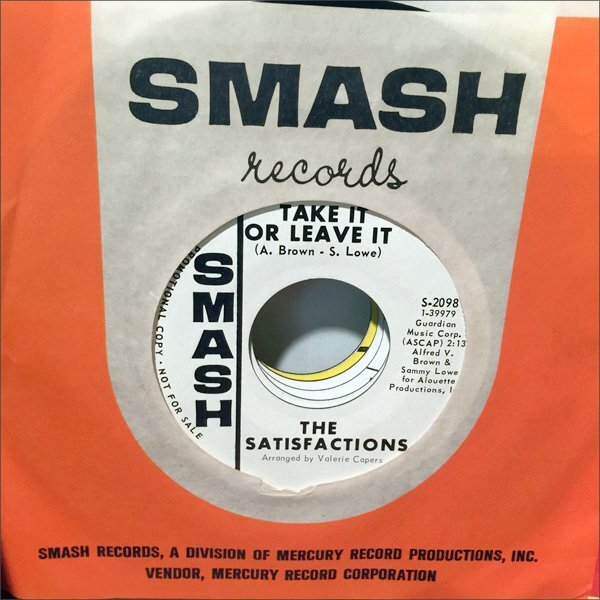 SMASH
records
TAKE IT
OR LEAVE IT
(A. Brown - S. Lowe)
PROMOTIONAL COPY - NOT FOR SALE
SMASH
S-2098
1-39979
Guardian
Music Corp.
(ASCAP) 2:13
Alfred V.
Brown &
Sammy Lowe
for Alouette
Productions,
THE
SATISFACTIONS
Arranged by Valerie Capers
SMASH RECORDS, A DIVISION OF MERCURY RECORD PRODUCTIONS, INC.
VENDOR, MERCURY RECORD CORPORATION